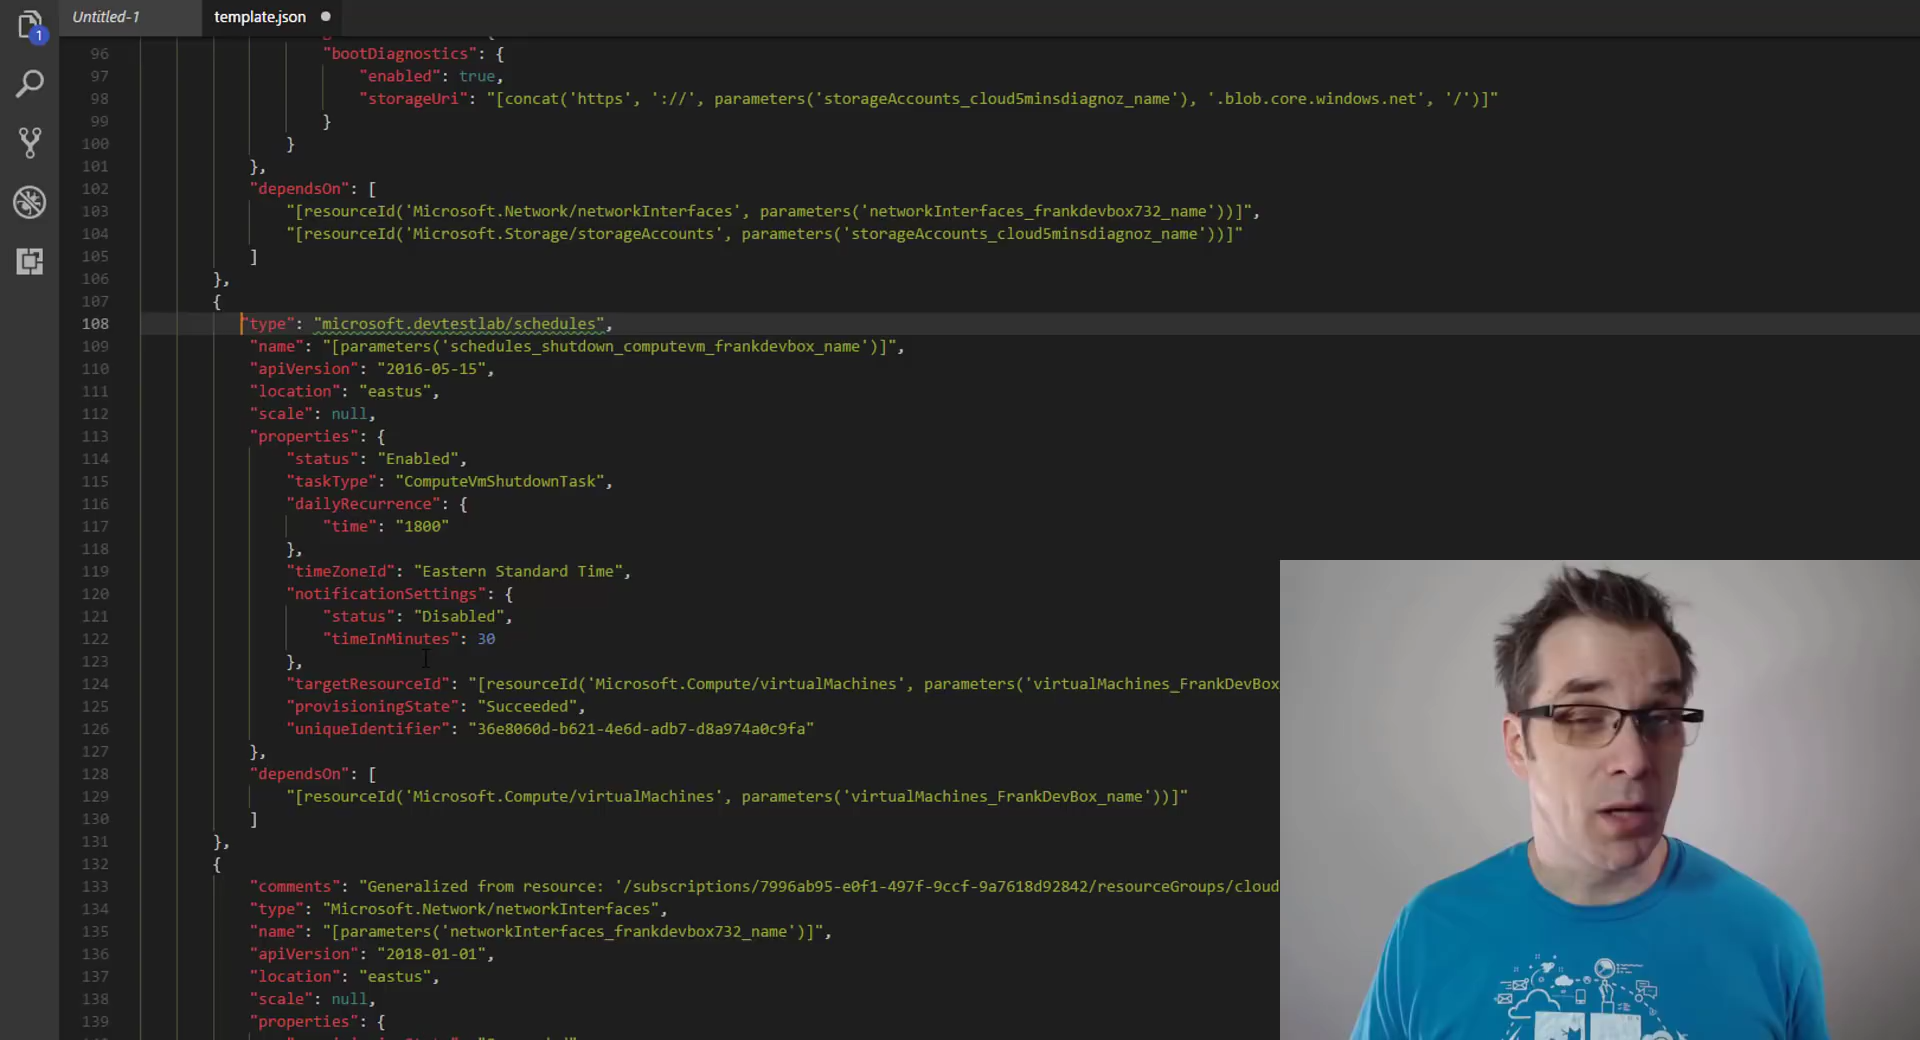 Untitled-1 template.json
1
96 "bootDiagnostics": {
97 "enabled": true,
98 "storageUri": "[concat('https', '://', parameters('storageAccounts_cloud5minsdiagnoz_name'), '.blob.core.windows.net', '/')]"
99 }
100 }
101 },
102 "dependsOn": [
103 "[resourceId('Microsoft.Network/networkInterfaces', parameters('networkInterfaces_frankdevbox732_name'))]",
104 "[resourceId('Microsoft.Storage/storageAccounts', parameters('storageAccounts_cloud5minsdiagnoz_name'))]"
105 ]
106 },
107 {
108 "type": "microsoft.devtestlab/schedules",
109 "name": "[parameters('schedules_shutdown_computevm_frankdevbox_name')]",
110 "apiVersion": "2016-05-15",
111 "location": "eastus",
112 "scale": null,
113 "properties": {
114 "status": "Enabled",
115 "taskType": "ComputeVmShutdownTask",
116 "dailyRecurrence": {
117 "time": "1800"
118 },
119 "timeZoneId": "Eastern Standard Time",
120 "notificationSettings": {
121 "status": "Disabled",
122 "timeInMinutes": 30
123 },
124 "targetResourceId": "[resourceId('Microsoft.Compute/virtualMachines', parameters('virtualMachines_FrankDevBox
125 "provisioningState": "Succeeded",
126 "uniqueIdentifier": "36e8060d-b621-4e6d-adb7-d8a974a0c9fa"
127 },
128 "dependsOn": [
129 "[resourceId('Microsoft.Compute/virtualMachines', parameters('virtualMachines_FrankDevBox_name'))]"
130 ]
131 },
132 {
133 "comments": "Generalized from resource: '/subscriptions/7996ab95-e0f1-497f-9ccf-9a7618d92842/resourceGroups/cloud
134 "type": "Microsoft.Network/networkInterfaces",
135 "name": "[parameters('networkInterfaces_frankdevbox732_name')]",
136 "apiVersion": "2018-01-01",
137 "location": "eastus",
138 "scale": null,
139 "properties": {